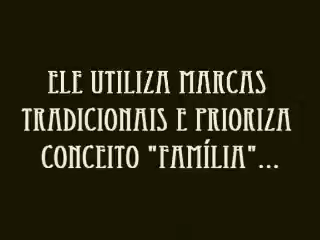 ELE UTILIZA MARCAS
TRADICIONAIS E PRIORIZA
CONCEITO "FAMÍLIA"...